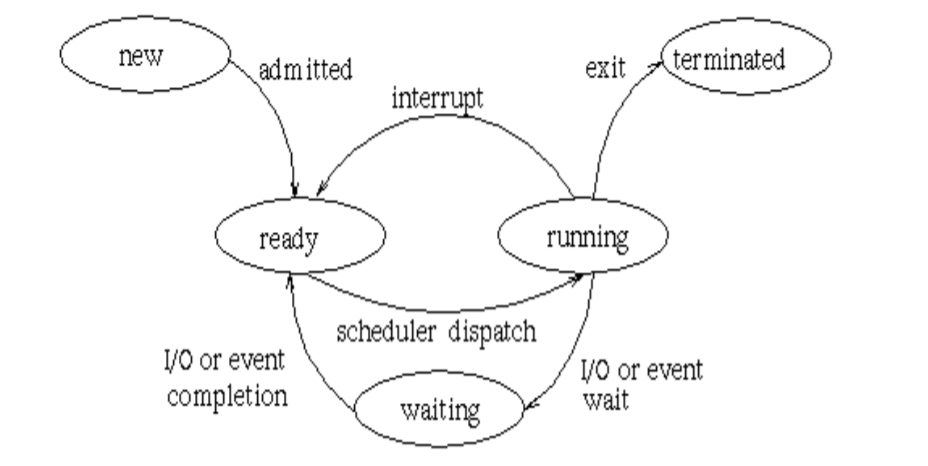 new
admitted
interrupt
exit
terminated
ready
running
scheduler dispatch
I/O or event
completion
waiting
I/O or event
wait